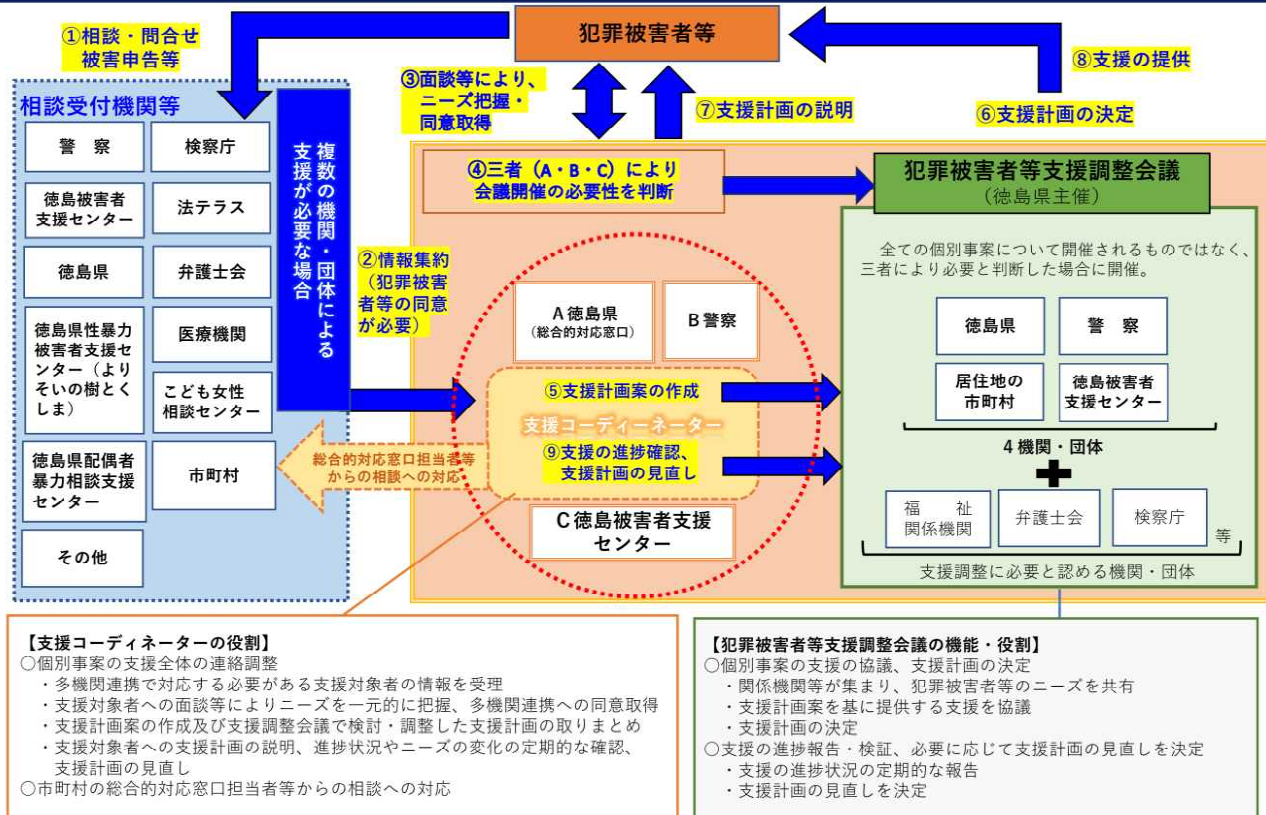 犯罪被害者等
①相談・問合せ
被害申告等
③面談等により、
ニーズ把握・
同意取得
⑦支援計画の説明
⑧支援の提供
⑥支援計画の決定
相談受付機関等
警　察
検察庁
徳島被害者
支援センター
法テラス
徳島県
弁護士会
徳島県性暴力
被害者支援セ
ンター（より
そいの樹とく
しま）
医療機関
こども女性
相談センター
徳島県配偶者
暴力相談支援
センター
市町村
その他
複数の機関・団体による
支援が必要な場合
②情報集約
（犯罪被害
者等の同意
が必要）
④三者（A・B・C）により
会議開催の必要性を判断
A徳島県
（総合的対応窓口）
B警察
⑤支援計画案の作成
支援コーディーネーター
⑨支援の進捗確認、
支援計画の見直し
C徳島被害者支援
センター
総合的対応窓口担当者等
からの相談への対応
犯罪被害者等支援調整会議
（徳島県主催）
全ての個別事案について開催されるものではなく、
三者により必要と判断した場合に開催。
徳島県
警　察
居住地の
市町村
徳島被害者
支援センター
4機関・団体
福　祉
関係機関
弁護士会
検察庁
等
支援調整に必要と認める機関・団体
【支援コーディネーターの役割】
○個別事案の支援全体の連絡調整
・多機関連携で対応する必要がある支援対象者の情報を受理
・支援対象者への面談等によりニーズを一元的に把握、多機関連携への同意取得
・支援計画案の作成及び支援調整会議で検討・調整した支援計画の取りまとめ
・支援対象者への支援計画の説明、進捗状況やニーズの変化の定期的な確認、
支援計画の見直し
○市町村の総合的対応窓口担当者等からの相談への対応
【犯罪被害者等支援調整会議の機能・役割】
○個別事案の支援の協議、支援計画の決定
・関係機関等が集まり、犯罪被害者等のニーズを共有
・支援計画案を基に提供する支援を協議
・支援計画の決定
○支援の進捗報告・検証、必要に応じて支援計画の見直しを決定
・支援の進捗状況の定期的な報告
・支援計画の見直しを決定